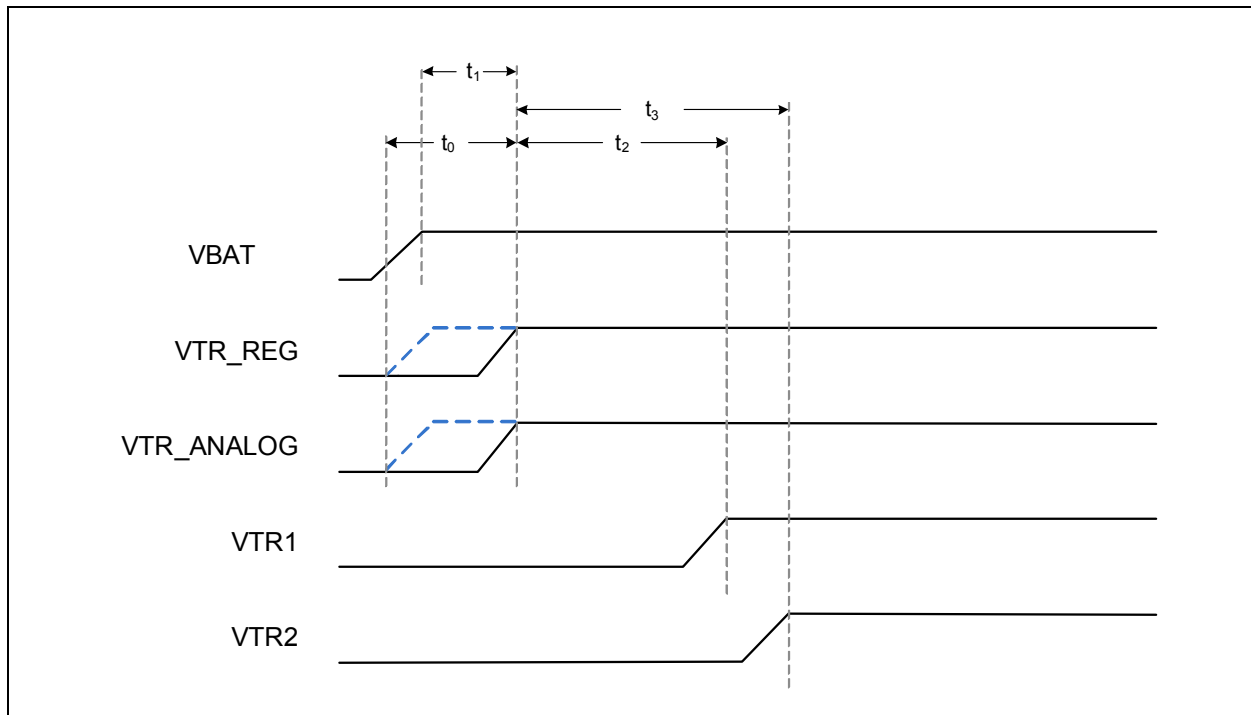 t₁
t₃
t₀
t₂
VBAT
VTR_REG
VTR_ANALOG
VTR1
VTR2